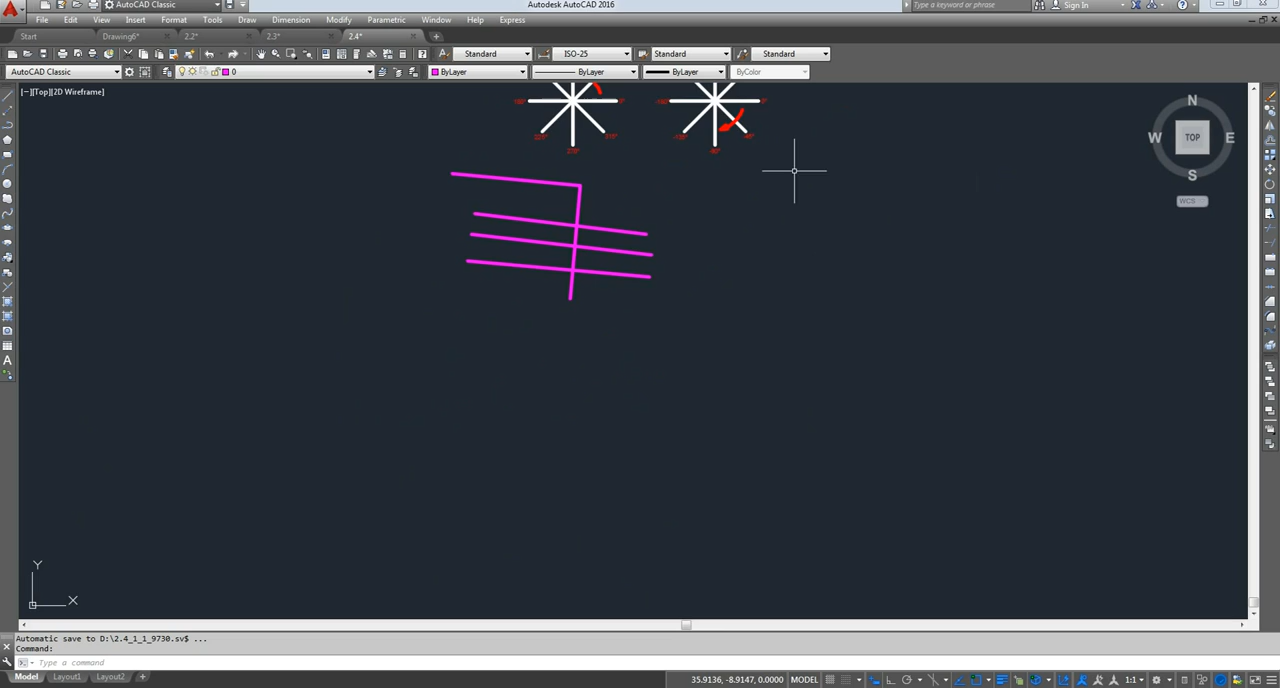 AutoCAD Classic
Autodesk AutoCAD 2016
Type a keyword or phrase
Sign In
File Edit View Insert Format Tools Draw Dimension Modify Parametric Window Help Express
Start Drawing6* 2.2* 2.3* 2.4*
Standard ISO-25 Standard Standard
AutoCAD Classic 0 ByLayer ByLayer ByLayer ByColor
[−][Top][2D Wireframe]
N
W TOP E
S
WCS
0°
270°
-90°
Y
X
Automatic save to D:\2.4_1_1_9730.sv$ ...
Command:
Type a command
Model Layout1 Layout2 35.9136, -8.9147, 0.0000 MODEL 1:1